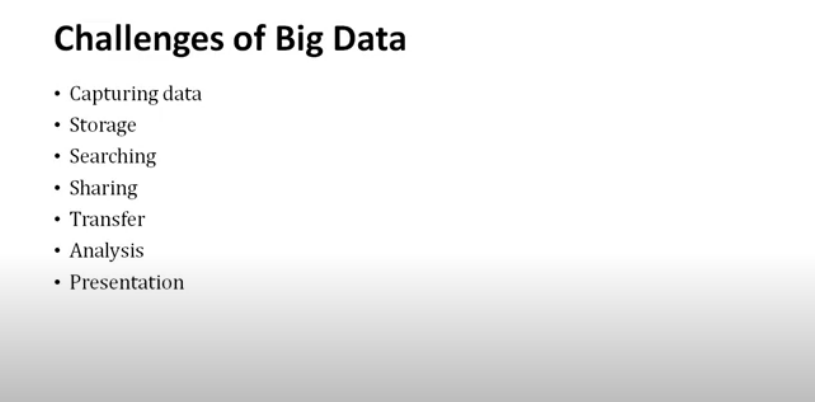 Challenges of Big Data
• Capturing data
• Storage
• Searching
• Sharing
• Transfer
• Analysis
• Presentation